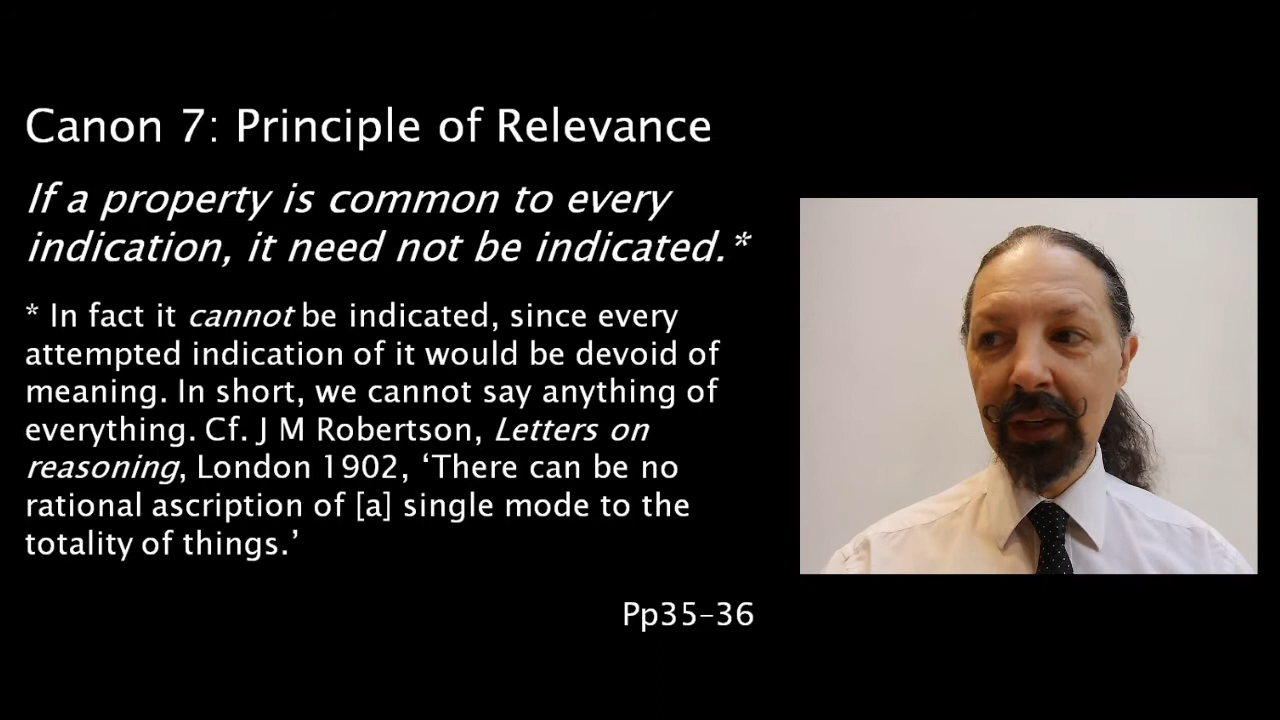 Canon 7: Principle of Relevance
If a property is common to every
indication, it need not be indicated.*
* In fact it cannot be indicated, since every
attempted indication of it would be devoid of
meaning. In short, we cannot say anything of
everything. Cf. J M Robertson, Letters on
reasoning, London 1902, ‘There can be no
rational ascription of [a] single mode to the
totality of things.’
Pp35–36